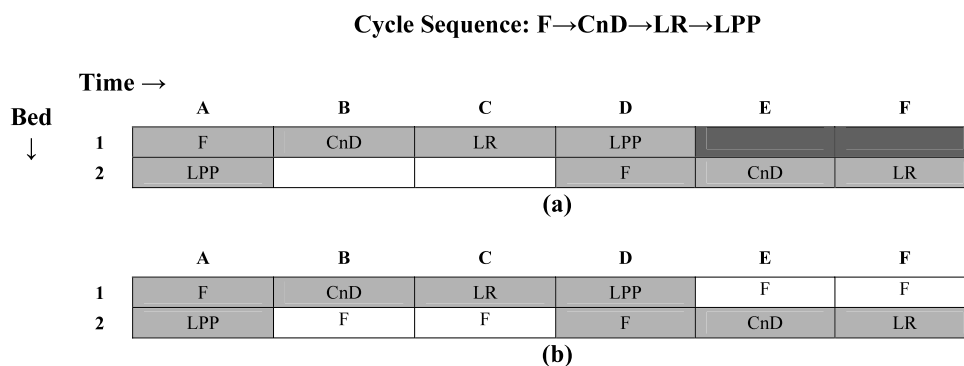 Cycle Sequence: F→CnD→LR→LPP
Time →
A B C D E F
Bed
↓
1 F CnD LR LPP
2 LPP F CnD LR
(a)
A B C D E F
1 F CnD LR LPP F F
2 LPP F F F CnD LR
(b)